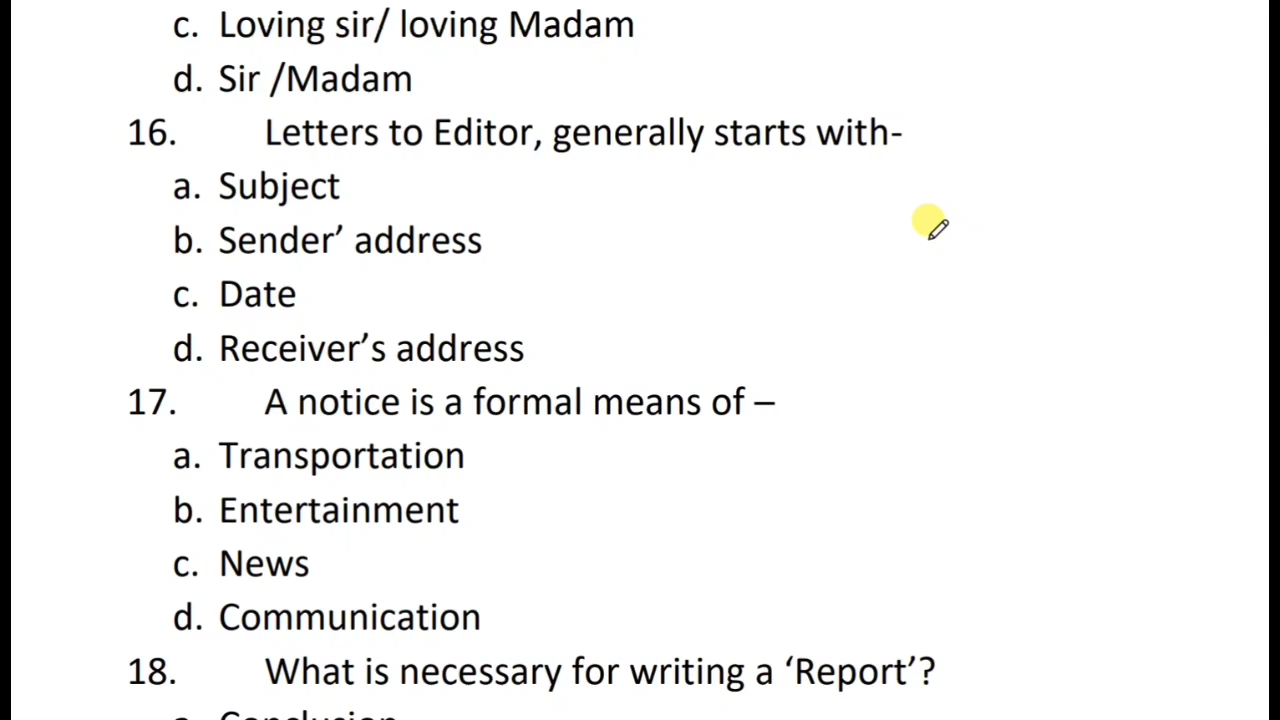 c. Loving sir/ loving Madam
d. Sir /Madam
16. Letters to Editor, generally starts with-
a. Subject
b. Sender’ address
c. Date
d. Receiver’s address
17. A notice is a formal means of –
a. Transportation
b. Entertainment
c. News
d. Communication
18. What is necessary for writing a ‘Report’?
a. Conclusion